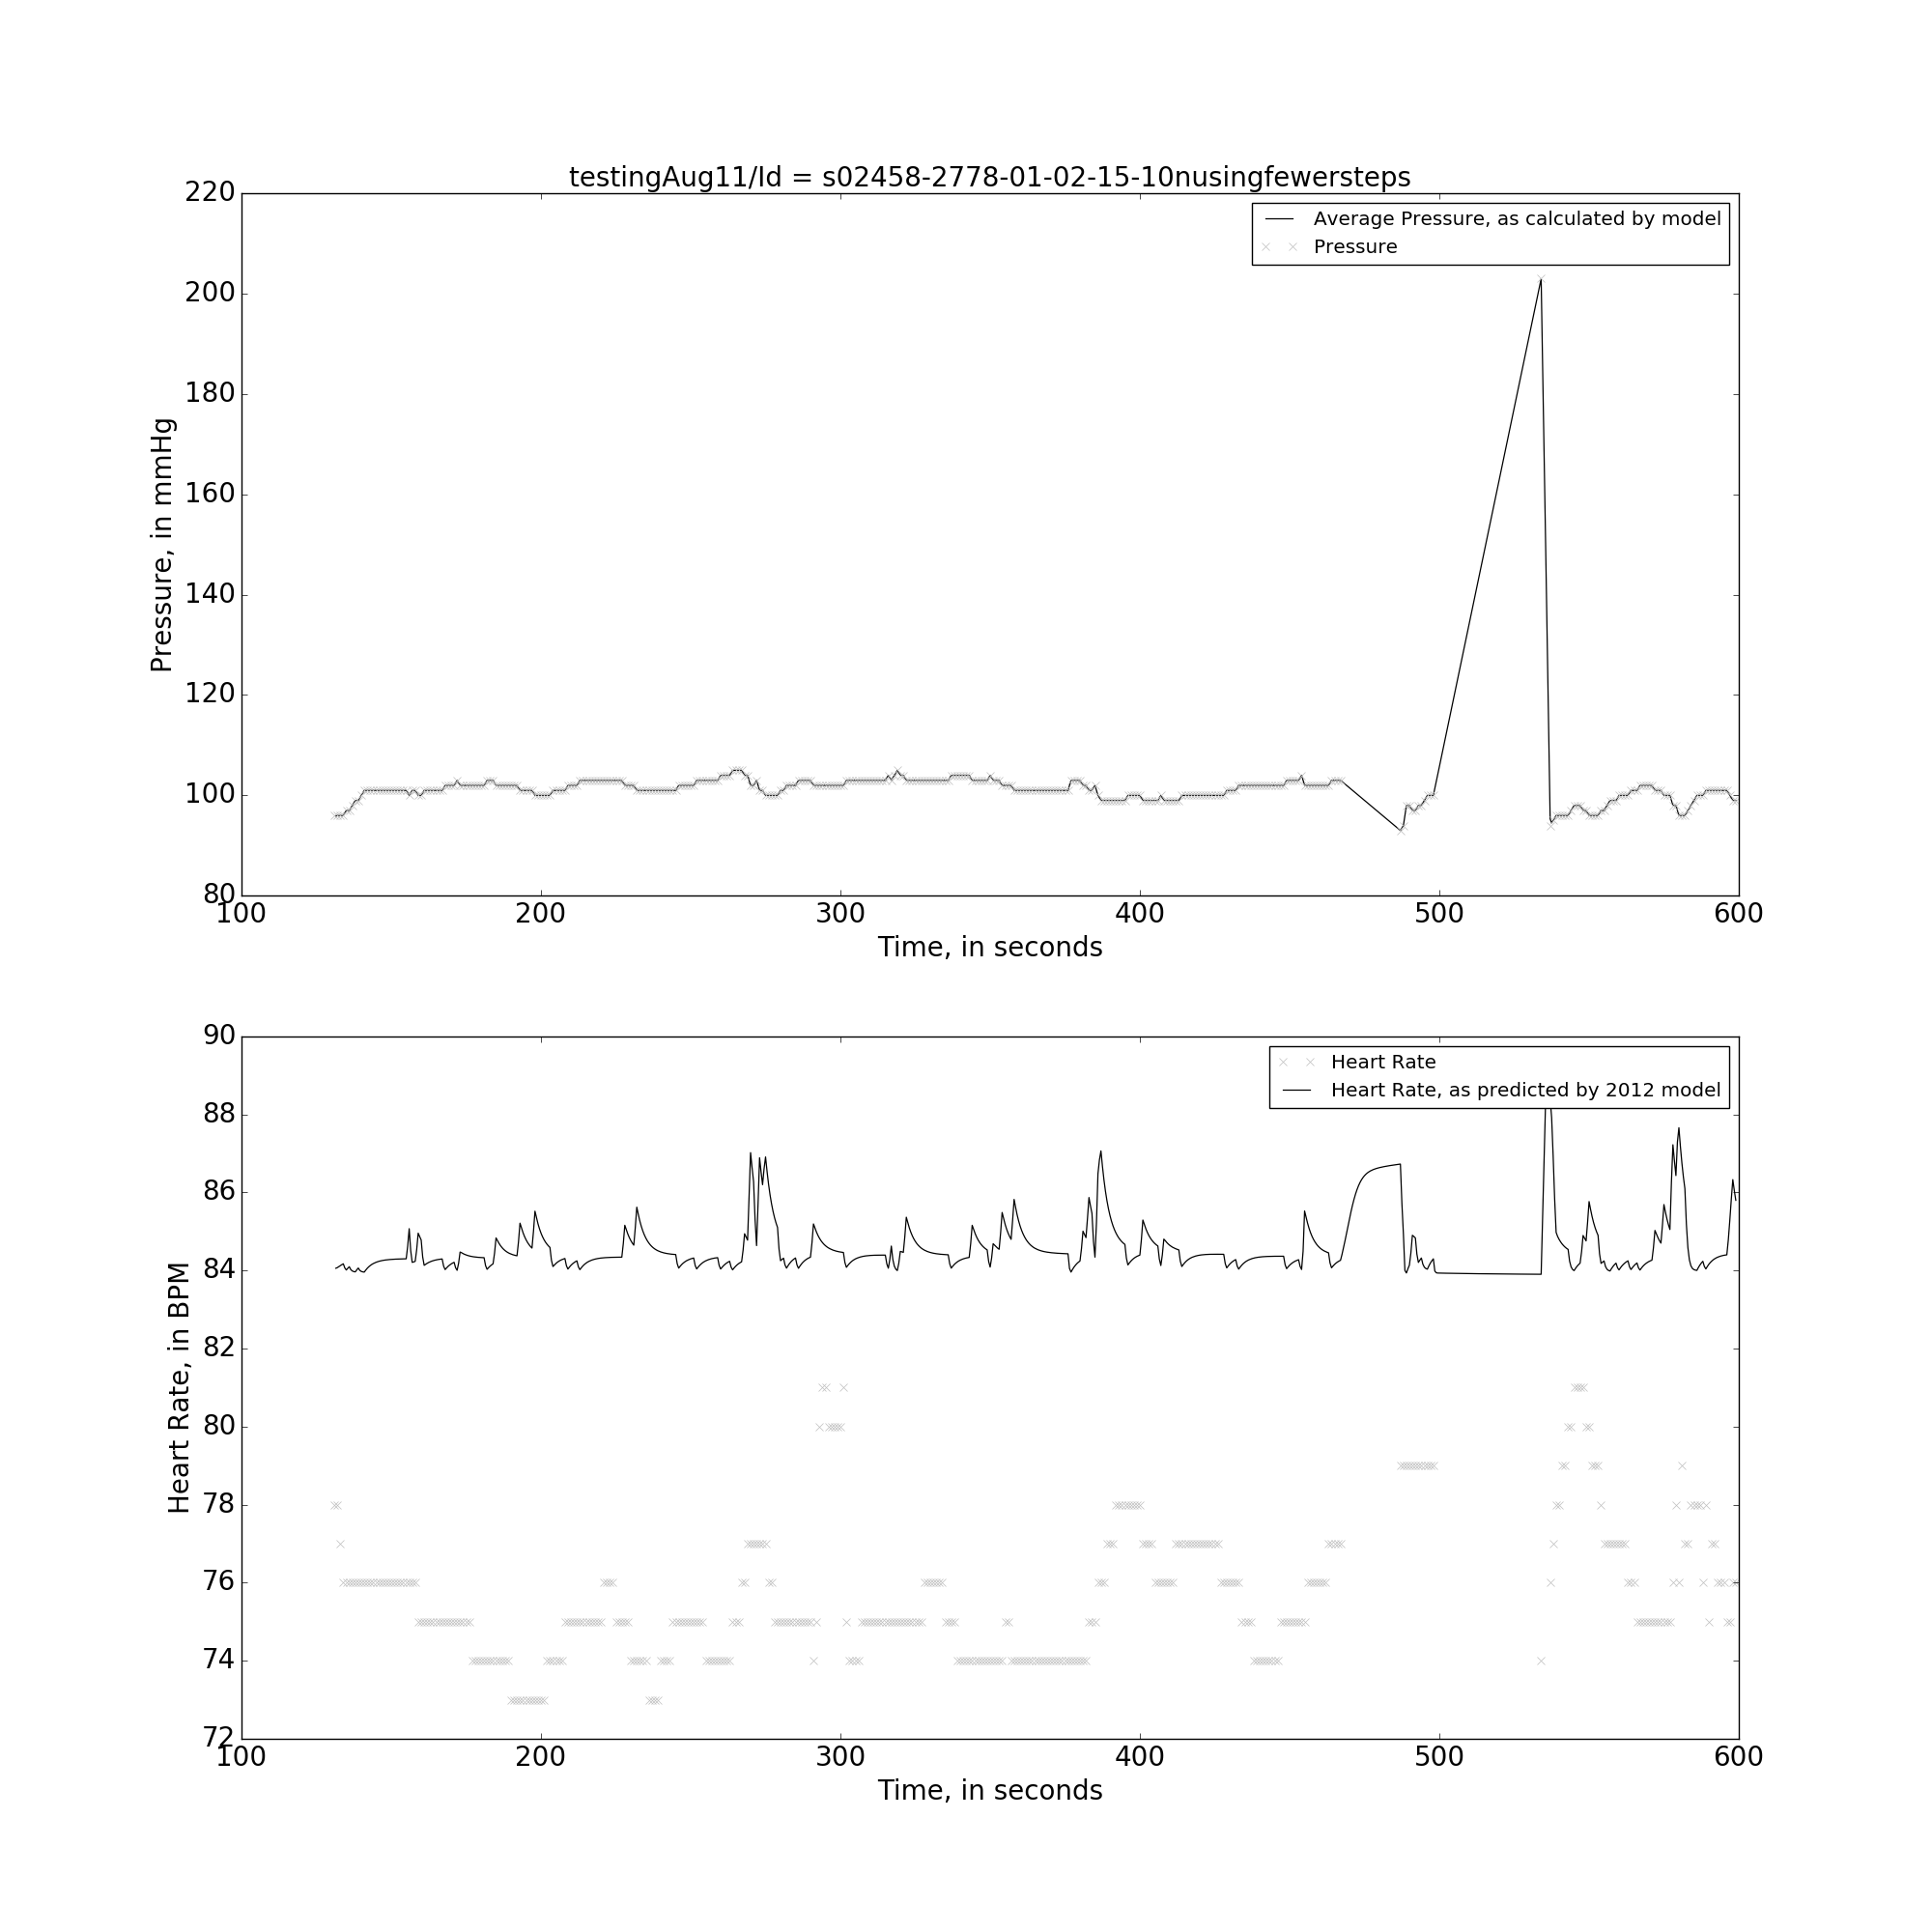 testingAug11/Id = s02458-2778-01-02-15-10nusingfewersteps
220
200
180
160
140
120
100
80
Pressure, in mmHg
Average Pressure, as calculated by model
Pressure
100 200 300 400 500 600
Time, in seconds
90
88
86
84
82
80
78
76
74
72
Heart Rate, in BPM
Heart Rate
Heart Rate, as predicted by 2012 model
100 200 300 400 500 600
Time, in seconds